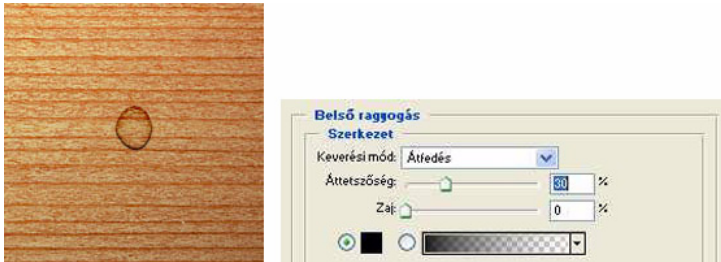 Belső ragyogás
Szerkezet
Keverési mód: Átfedés
Áttetszőség: 30 %
Zaj: 0 %